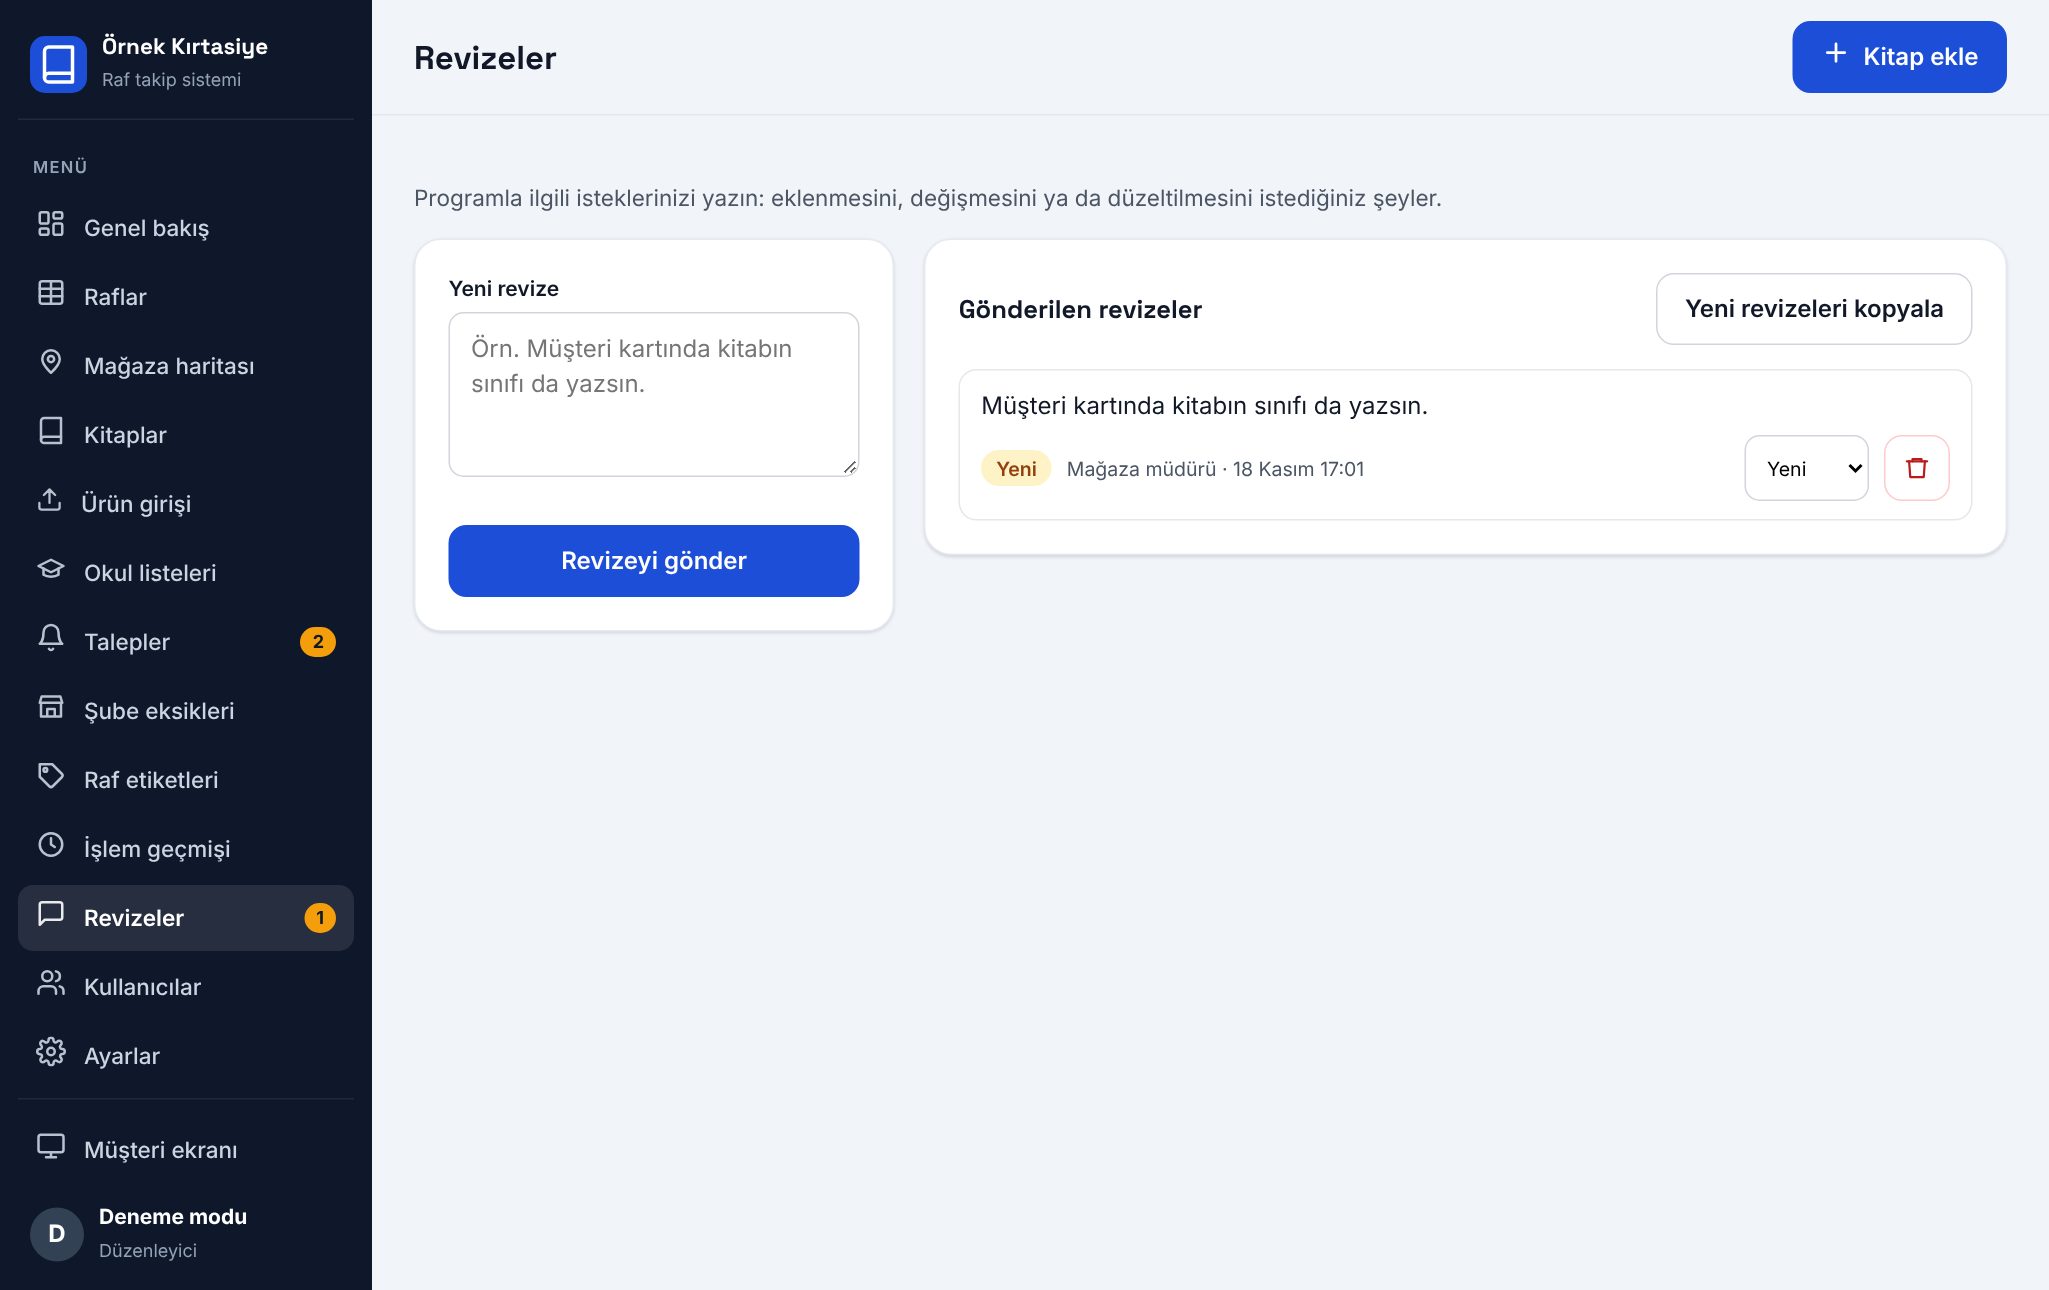 Örnek Kırtasiye
Raf takip sistemi
MENÜ
Genel bakış
Raflar
Mağaza haritası
Kitaplar
Ürün girişi
Okul listeleri
Talepler
2
Şube eksikleri
Raf etiketleri
İşlem geçmişi
Revizeler
1
Kullanıcılar
Ayarlar
Müşteri ekranı
D
Deneme modu
Düzenleyici
Revizeler
Kitap ekle
Programla ilgili isteklerinizi yazın: eklenmesini, değişmesini ya da düzeltilmesini istediğiniz şeyler.
Yeni revize
Örn. Müşteri kartında kitabın
sınıfı da yazsın.
Revizeyi gönder
Gönderilen revizeler
Yeni revizeleri kopyala
Müşteri kartında kitabın sınıfı da yazsın.
Yeni
Mağaza müdürü · 18 Kasım 17:01
Yeni